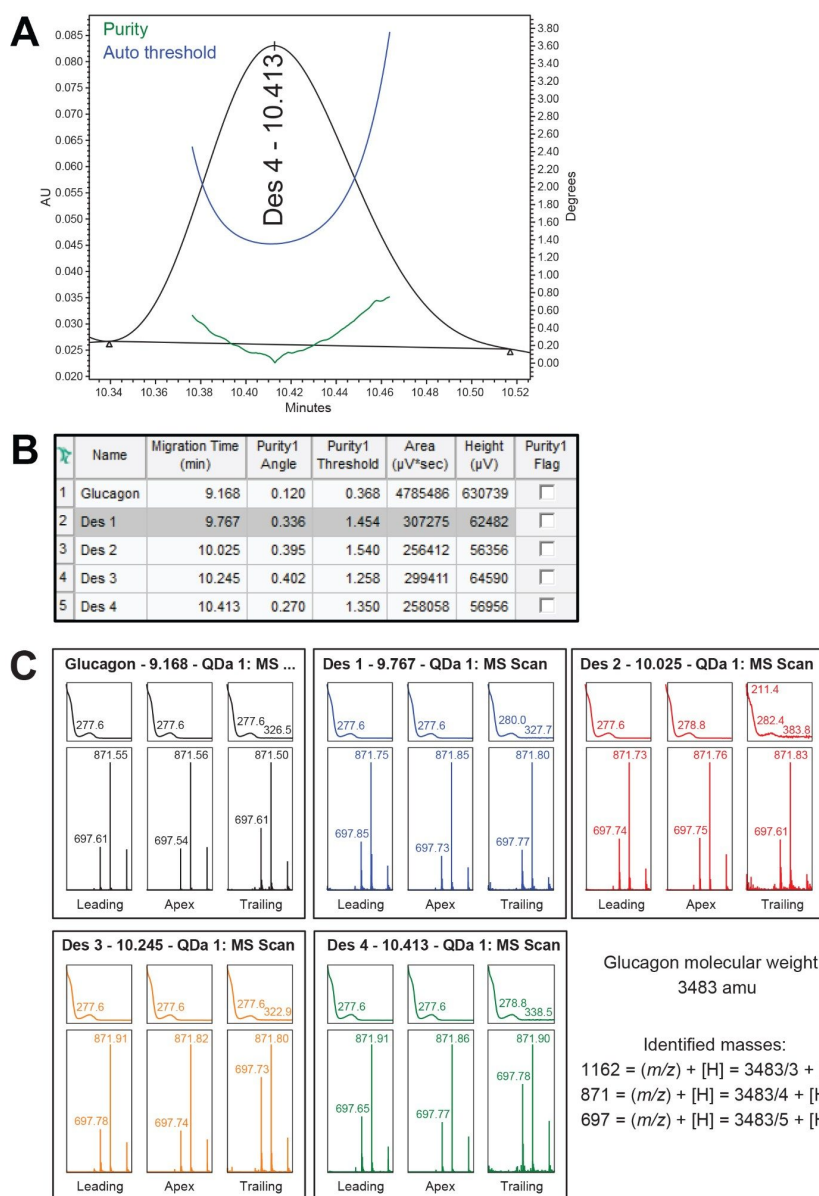 A
Purity
Auto threshold
Des 4 - 10.413
AU
0.085
0.080
0.075
0.070
0.065
0.060
0.055
0.050
0.045
0.040
0.035
0.030
0.025
0.020
3.60
3.40
3.20
3.00
2.80
2.60
2.40
2.20
2.00
1.80
1.60
1.40
1.20
1.00
0.80
0.60
0.40
0.20
0.00
Degrees
10.34 10.36 10.38 10.40 10.42 10.44 10.46 10.48 10.50 10.52
Minutes
B
Name Migration Time (min) Purity1 Angle Purity1 Threshold Area (µV*sec) Height (µV) Purity1 Flag
1 Glucagon 9.168 0.120 0.368 4785486 630739
2 Des 1 9.767 0.336 1.454 307275 62482
3 Des 2 10.025 0.395 1.540 256412 56356
4 Des 3 10.245 0.402 1.258 299411 64590
5 Des 4 10.413 0.270 1.350 258058 56956
C
Glucagon - 9.168 - QDa 1: MS ...
277.6 277.6 277.6 326.5
871.55 871.56 871.50
697.61 697.54 697.61
Leading Apex Trailing
Des 1 - 9.767 - QDa 1: MS Scan
277.6 277.6 280.0 327.7
871.75 871.85 871.80
697.85 697.73 697.77
Leading Apex Trailing
Des 2 - 10.025 - QDa 1: MS Scan
277.6 278.8 211.4 282.4 383.8
871.73 871.76 871.83
697.74 697.75 697.61
Leading Apex Trailing
Des 3 - 10.245 - QDa 1: MS Scan
277.6 277.6 277.6 322.9
871.91 871.82 871.80
697.78 697.74 697.73
Leading Apex Trailing
Des 4 - 10.413 - QDa 1: MS Scan
277.6 277.6 278.8 338.5
871.91 871.86 871.90
697.65 697.77 697.78
Leading Apex Trailing
Glucagon molecular weight
3483 amu
Identified masses:
1162 = (m/z) + [H] = 3483/3 +
871 = (m/z) + [H] = 3483/4 + [H
697 = (m/z) + [H] = 3483/5 + [H